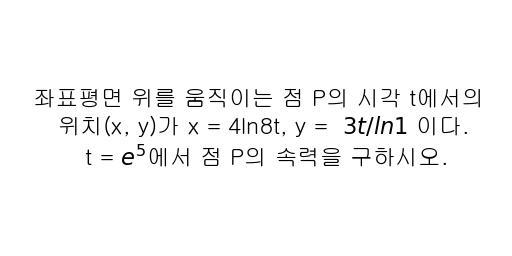 좌표평면 위를 움직이는 점 P의 시각 t에서의
위치(x, y)가 x = 4ln8t, y = 3t/ln1 이다.
t = e⁵에서 점 P의 속력을 구하시오.